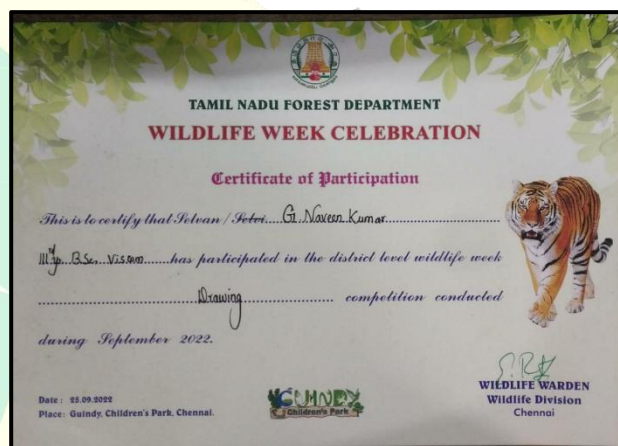 TAMIL NADU FOREST DEPARTMENT
WILDLIFE WEEK CELEBRATION
Certificate of Participation
This is to certify that Selvan / Selvi.... G. Naveen Kumar..................
III yr. B.Sc. Viscom......has participated in the district level wildlife week
.............................Drawing................. competition conducted
during September 2022.
WILDLIFE WARDEN
Wildlife Division
Chennai
Date : 25.09.2022
Place: Guindy, Children's Park, Chennai.
GUINDY
Children's Park